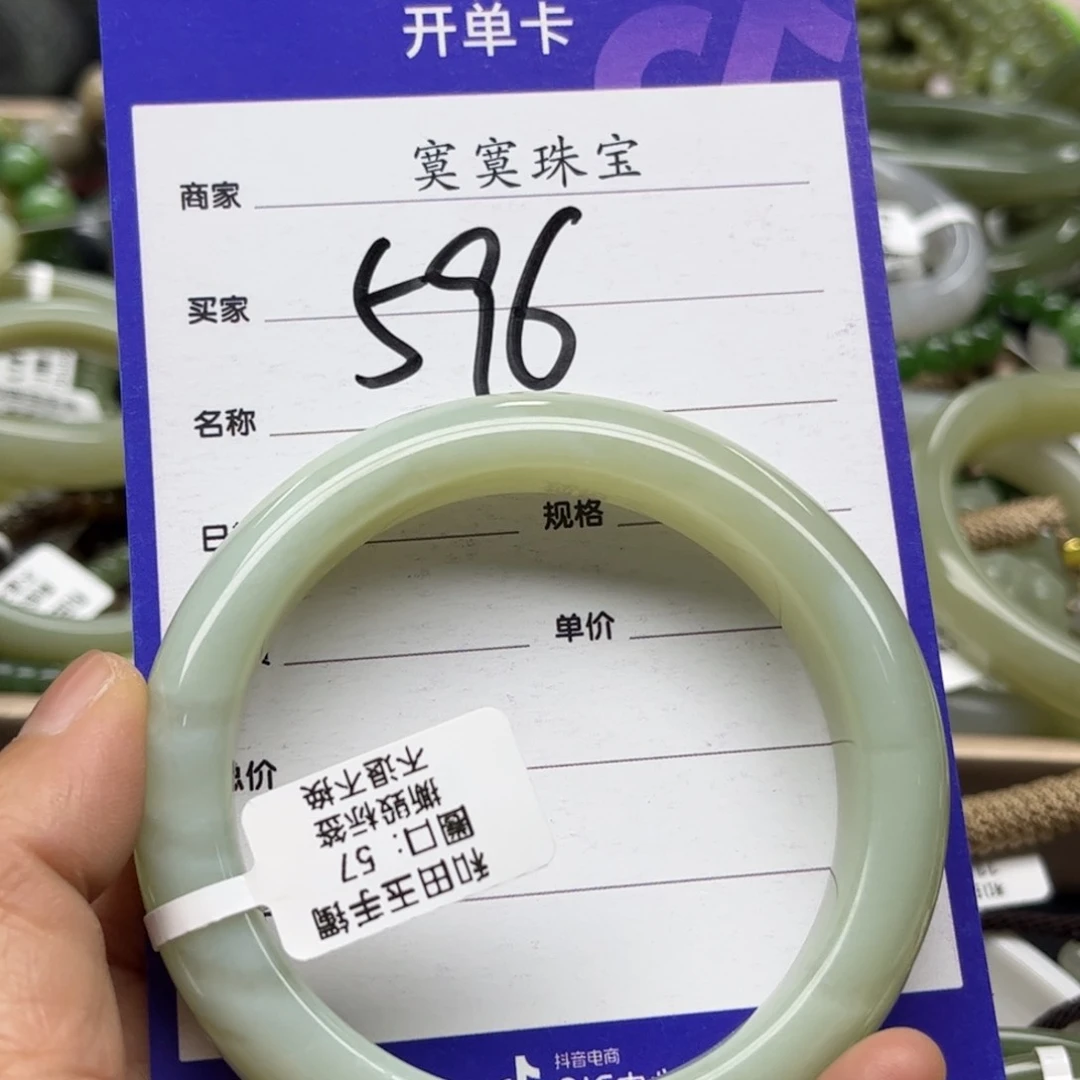 开单卡
商家 寞寞珠宝
买家 596
名称
规格
单价
总价
和田玉手镯
圈口: 57
撕毁标签
不退不换
抖音电商